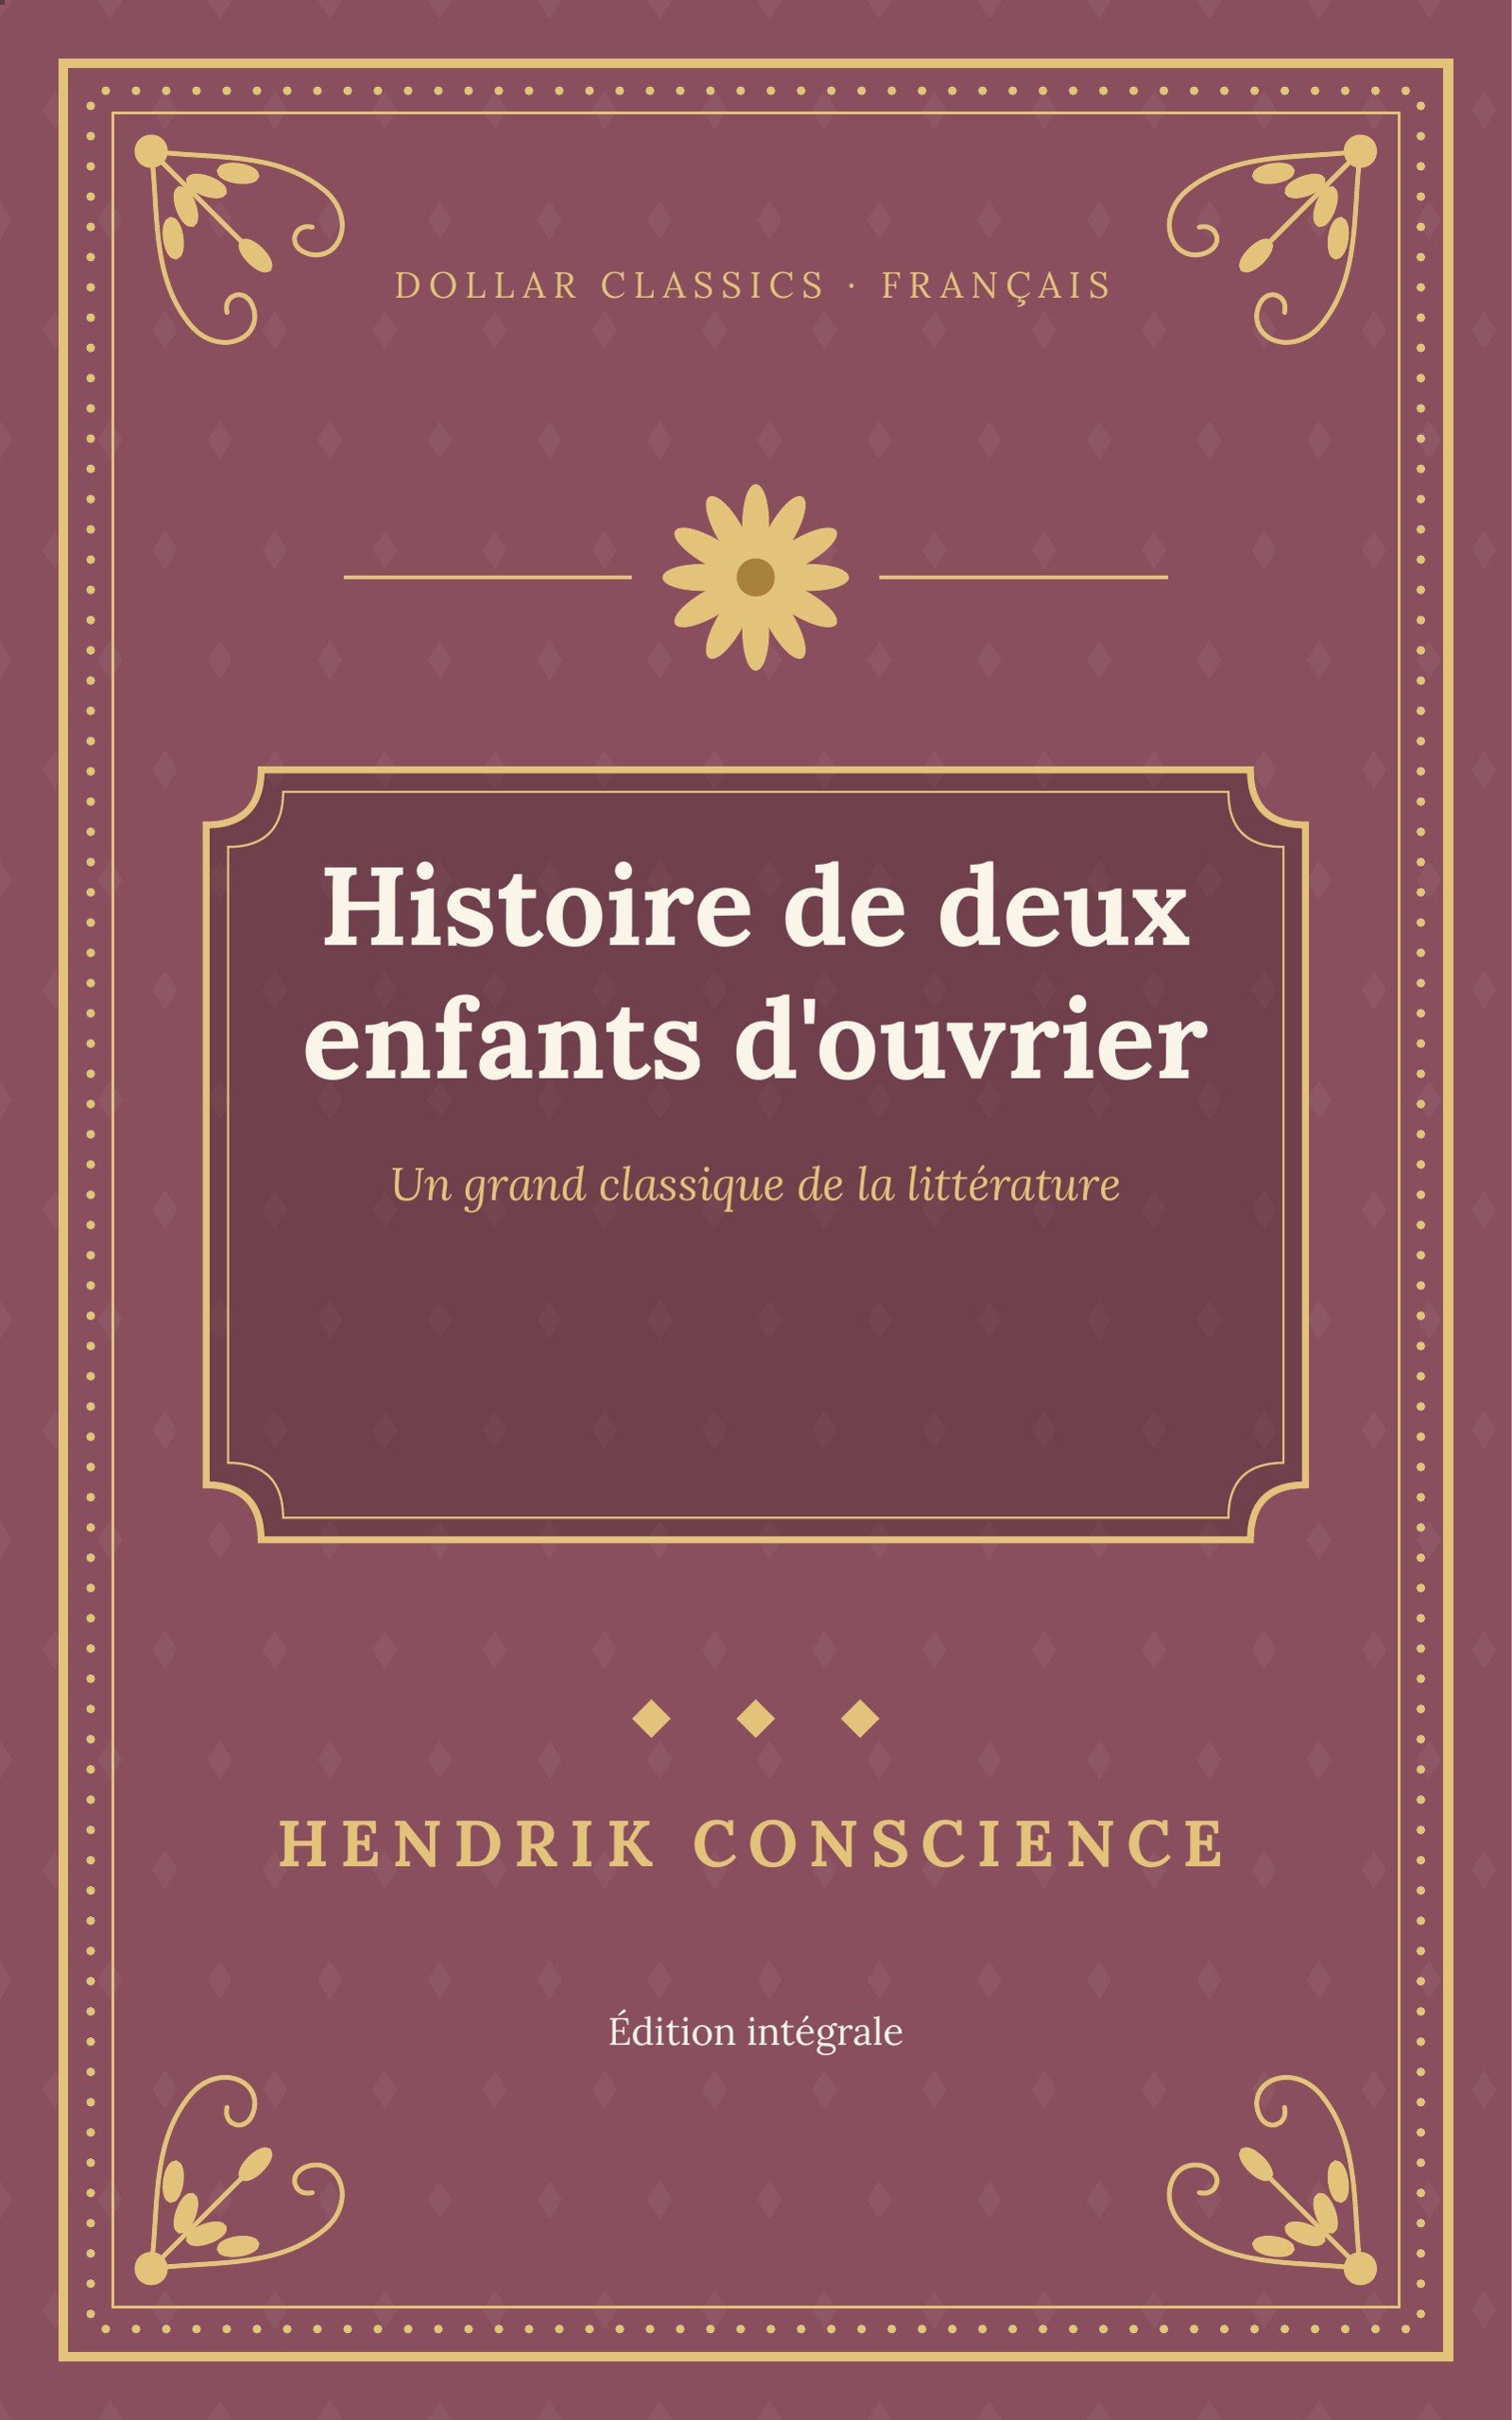 DOLLAR CLASSICS · FRANÇAIS
Histoire de deux
enfants d'ouvrier
Un grand classique de la littérature
HENDRIK CONSCIENCE
Édition intégrale